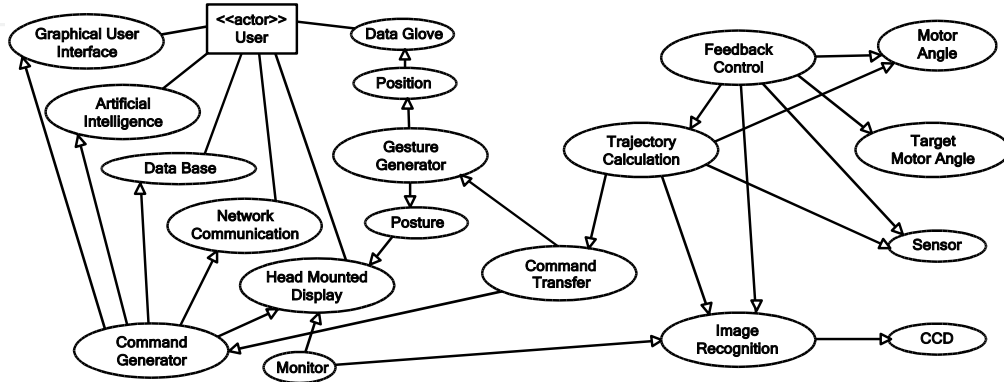 Graphical User
Interface
<<actor>>
User
Data Glove
Feedback
Control
Motor
Angle
Position
Artificial
Intelligence
Gesture
Generator
Trajectory
Calculation
Target
Motor Angle
Data Base
Network
Communication
Posture
Sensor
Head Mounted
Display
Command
Transfer
Command
Generator
Monitor
Image
Recognition
CCD